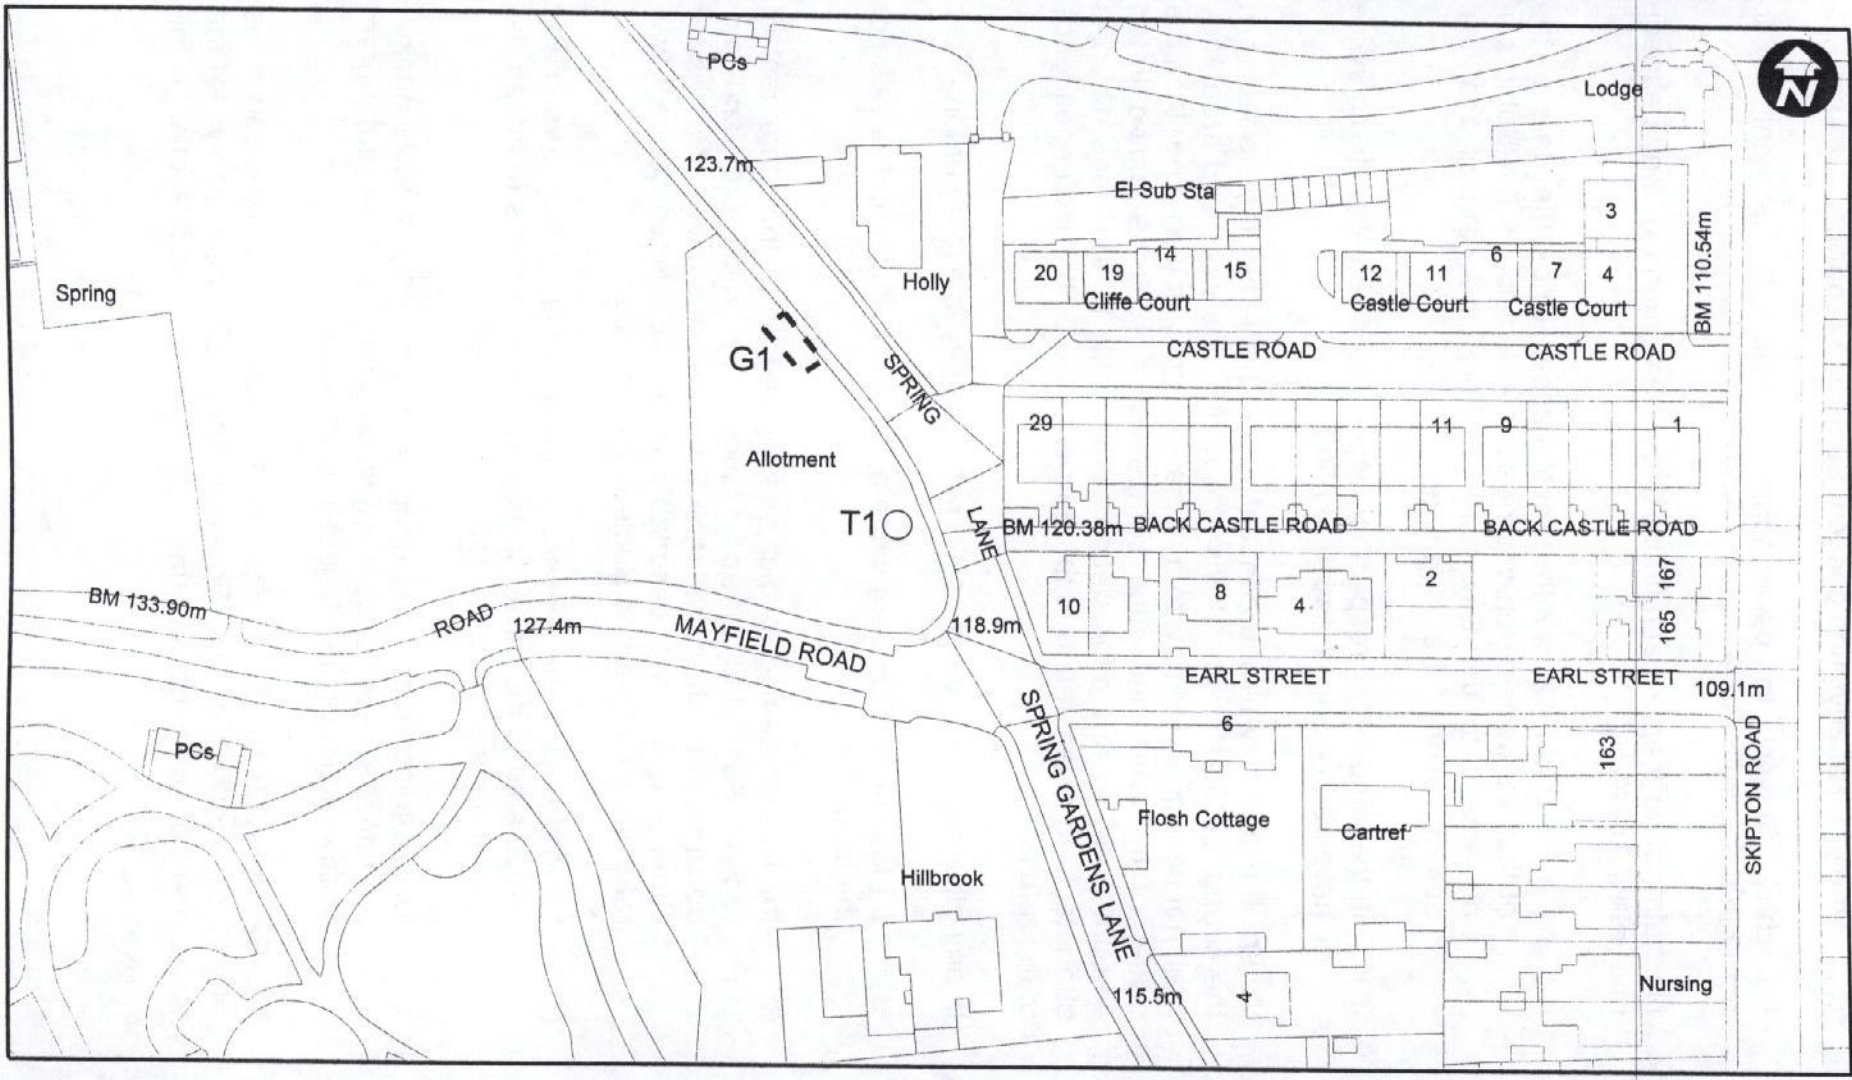 PCs
Lodge
N
123.7m
El Sub Sta
3
BM 110.54m
Spring
Holly
20
19
14
15
12
11
6
7
4
Cliffe Court
Castle Court
Castle Court
G1
SPRING
CASTLE ROAD
CASTLE ROAD
29
11
9
1
Allotment
T1
LANE
BM 120.38m
BACK CASTLE ROAD
BACK CASTLE ROAD
BM 133.90m
ROAD
127.4m
MAYFIELD ROAD
118.9m
10
8
4
2
167
165
EARL STREET
EARL STREET
109.1m
PCs
SPRING GARDENS LANE
6
163
SKIPTON ROAD
Flosh Cottage
Cartref
Hillbrook
115.5m
4
Nursing